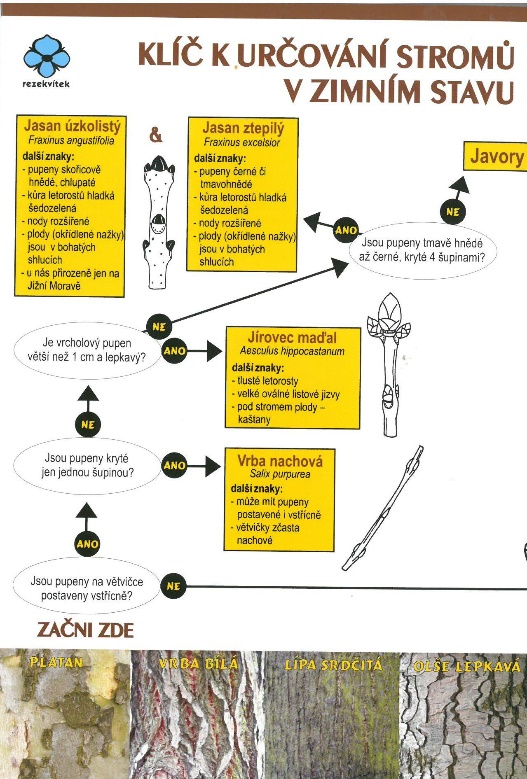 rezekvítek
KLÍČ K URČOVÁNÍ STROMŮ
V ZIMNÍM STAVU
Jasan úzkolistý
Fraxinus angustifolia
další znaky:
- pupeny skořicově
hnědé, chlupaté
- kůra letorostů hladká
šedozelená
- nody rozšířené
- plody (okřídlené nažky)
jsou v bohatých
shlucích
- u nás přirozeně jen na
Jižní Moravě
&
Jasan ztepilý
Fraxinus excelsior
další znaky:
- pupeny černé či
tmavohnědé
- kůra letorostů hladká
šedozelená
- nody rozšířené
- plody (okřídlené nažky)
jsou v bohatých
shlucích
Javory
NE
ANO
Jsou pupeny tmavě hnědé
až černé, kryté 4 šupinami?
NE
Je vrcholový pupen
větší než 1 cm a lepkavý?
ANO
Jírovec maďal
Aesculus hippocastanum
další znaky:
- tlusté letorosty
- velké oválné listové jízvy
- pod stromem plody –
kaštany
NE
Jsou pupeny kryté
jen jednou šupinou?
ANO
Vrba nachová
Salix purpurea
další znaky:
- může mít pupeny
postavené i vstřícně
- větvičky zčasta
nachové
ANO
Jsou pupeny na větvičce
postaveny vstřícně?
NE
ZAČNI ZDE
PLATAN
VRBA BÍLÁ
LÍPA SRDČITÁ
OLŠE LEPKAVÁ